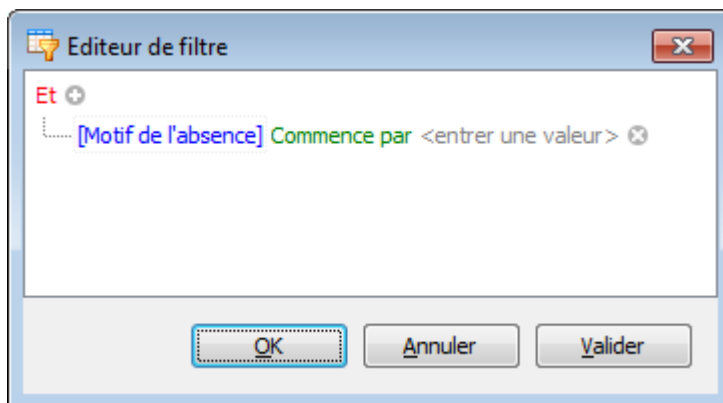 Editeur de filtre
Et
[Motif de l'absence] Commence par <entrer une valeur>
OK Annuler Valider